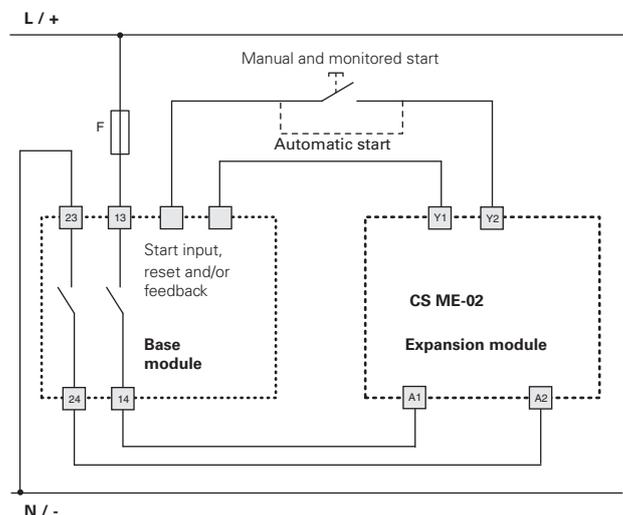 L / +
Manual and monitored start
F
Automatic start
23
13
Y1
Y2
Start input,
reset and/or
feedback
CS ME-02
Base
module
Expansion module
24
14
A1
A2
N / -